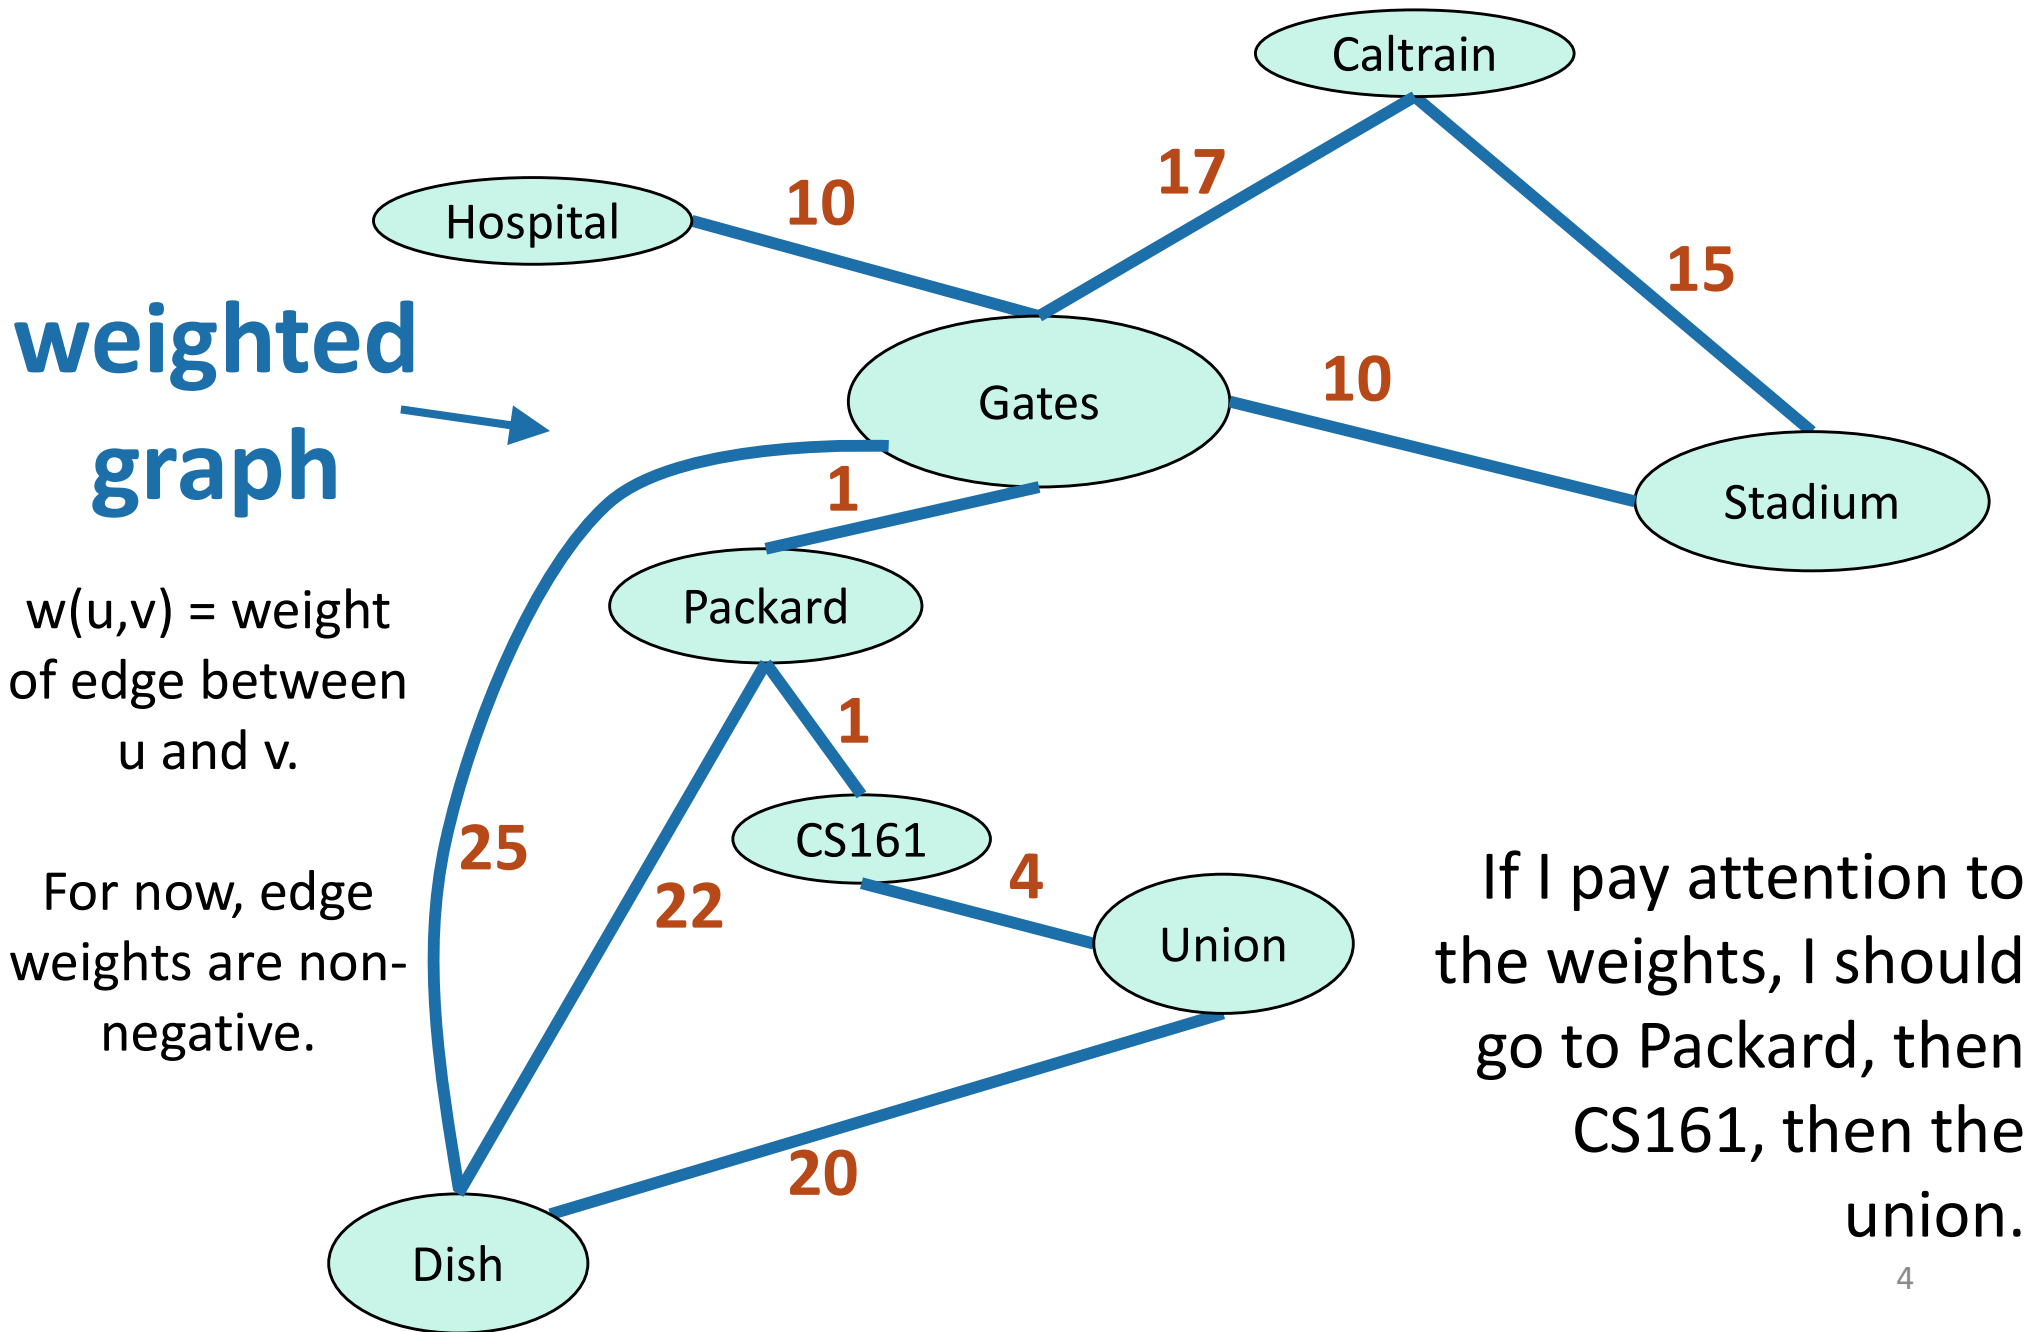 Caltrain
17
10
Hospital
15
weighted
graph
10
Gates
1
Stadium
w(u,v) = weight
of edge between
u and v.
Packard
1
25
22
CS161
4
Union
For now, edge
weights are non-
negative.
If I pay attention to
the weights, I should
go to Packard, then
CS161, then the
union.
20
Dish
4